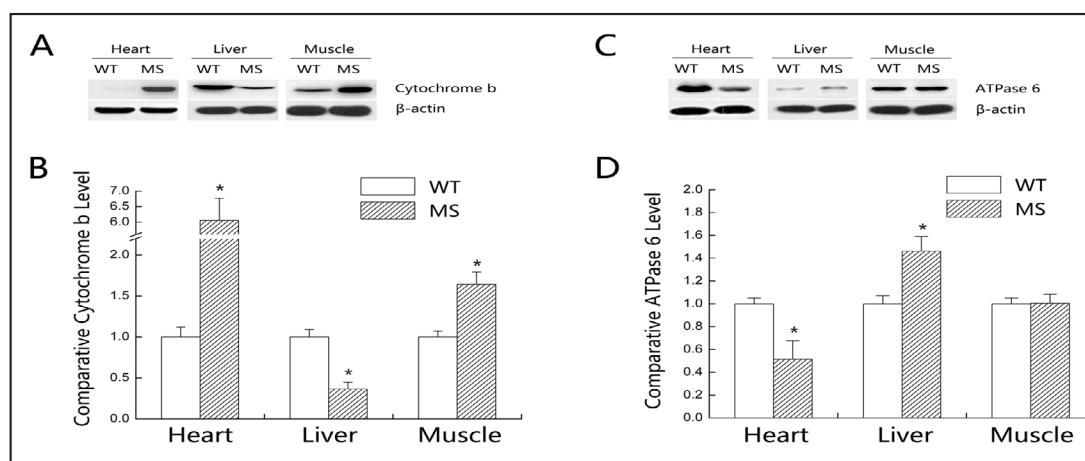 A
Heart Liver Muscle
WT MS WT MS WT MS
Cytochrome b
β-actin
B
Comparative Cytochrome b Level
7.0
6.0
2.0
1.5
1.0
0.5
0.0
WT
MS
* * *
Heart Liver Muscle
C
Heart Liver Muscle
WT MS WT MS WT MS
ATPase 6
β-actin
D
Comparative ATPase 6 Level
2.0
1.8
1.6
1.4
1.2
1.0
0.8
0.6
0.4
0.2
0.0
WT
MS
* *
Heart Liver Muscle